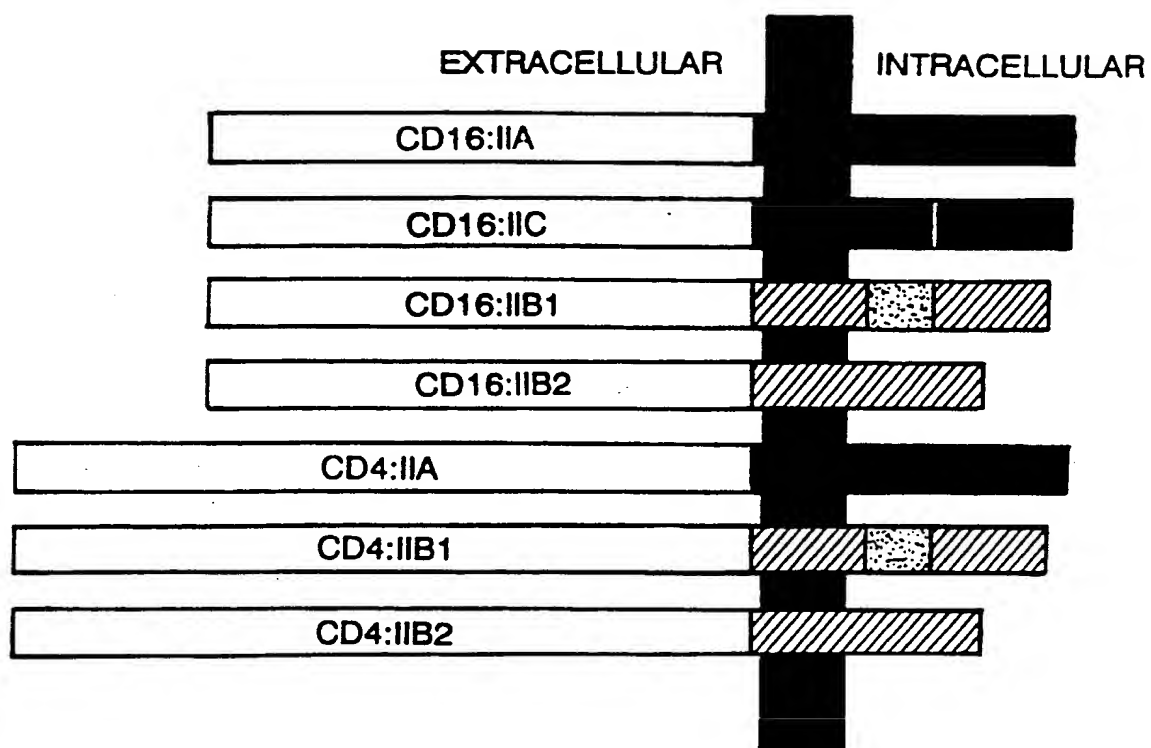 EXTRACELLULAR INTRACELLULAR
CD16:IIA
CD16:IIC
CD16:IIB1
CD16:IIB2
CD4:IIA
CD4:IIB1
CD4:IIB2